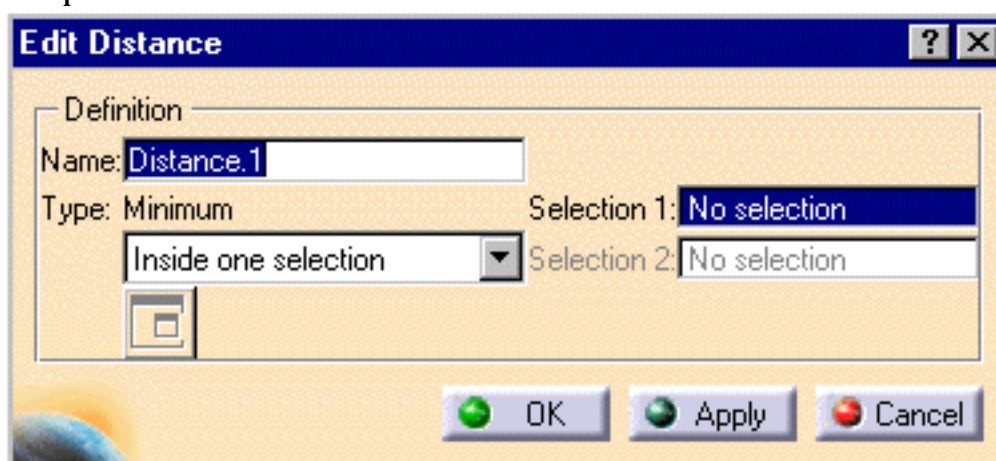 Edit Distance
Definition
Name: Distance.1
Type: Minimum
Selection 1: No selection
Inside one selection
Selection 2: No selection
OK Apply Cancel